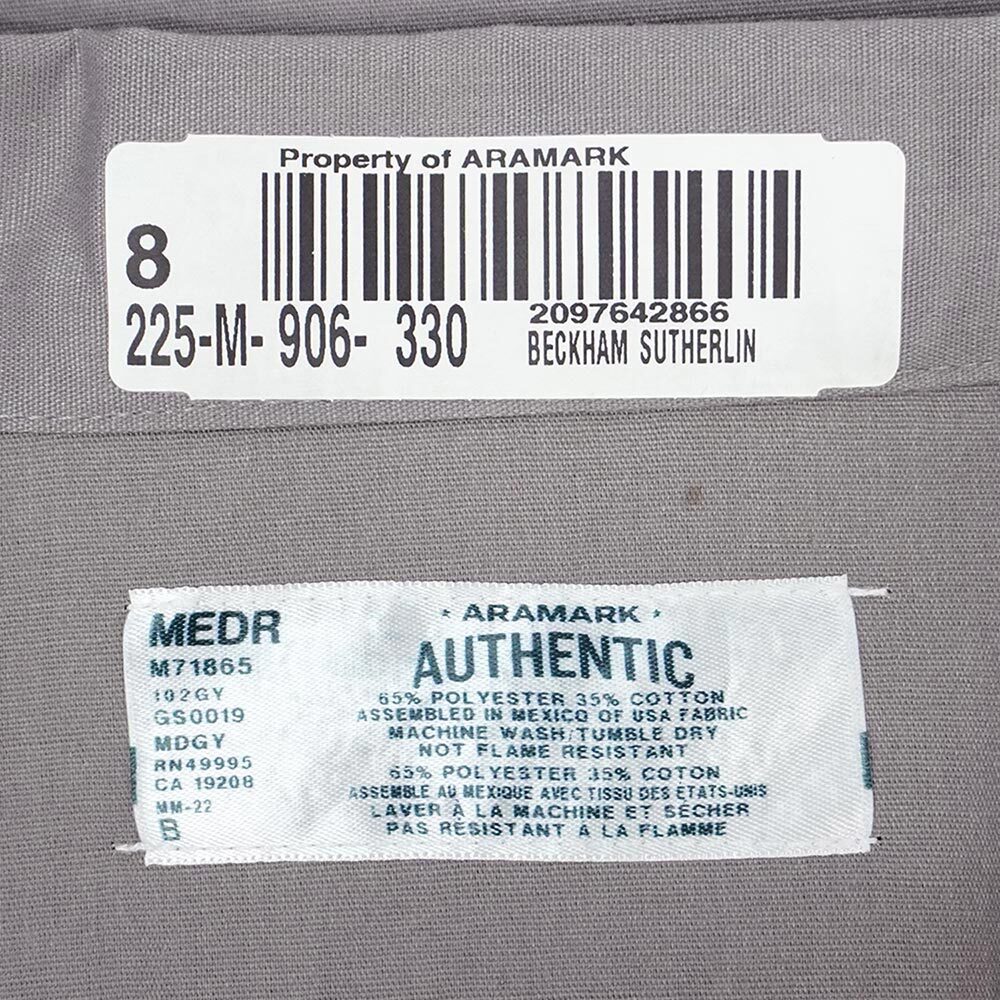 Property of ARAMARK
8
2097642866
225-M- 906- 330
BECKHAM SUTHERLIN
MEDR
M71865
102GY
GS0019
MDGY
RN49995
CA 19208
MM-22
B
* ARAMARK *
AUTHENTIC
65% POLYESTER 35% COTTON
ASSEMBLED IN MEXICO OF USA FABRIC
MACHINE WASH/TUMBLE DRY
NOT FLAME RESISTANT
65% POLYESTER 35% COTON
ASSEMBLE AU MEXIQUE AVEC TISSU DES ÉTATS-UNIS
LAVER À LA MACHINE ET SÉCHER
PAS RÉSISTANT À LA FLAMME